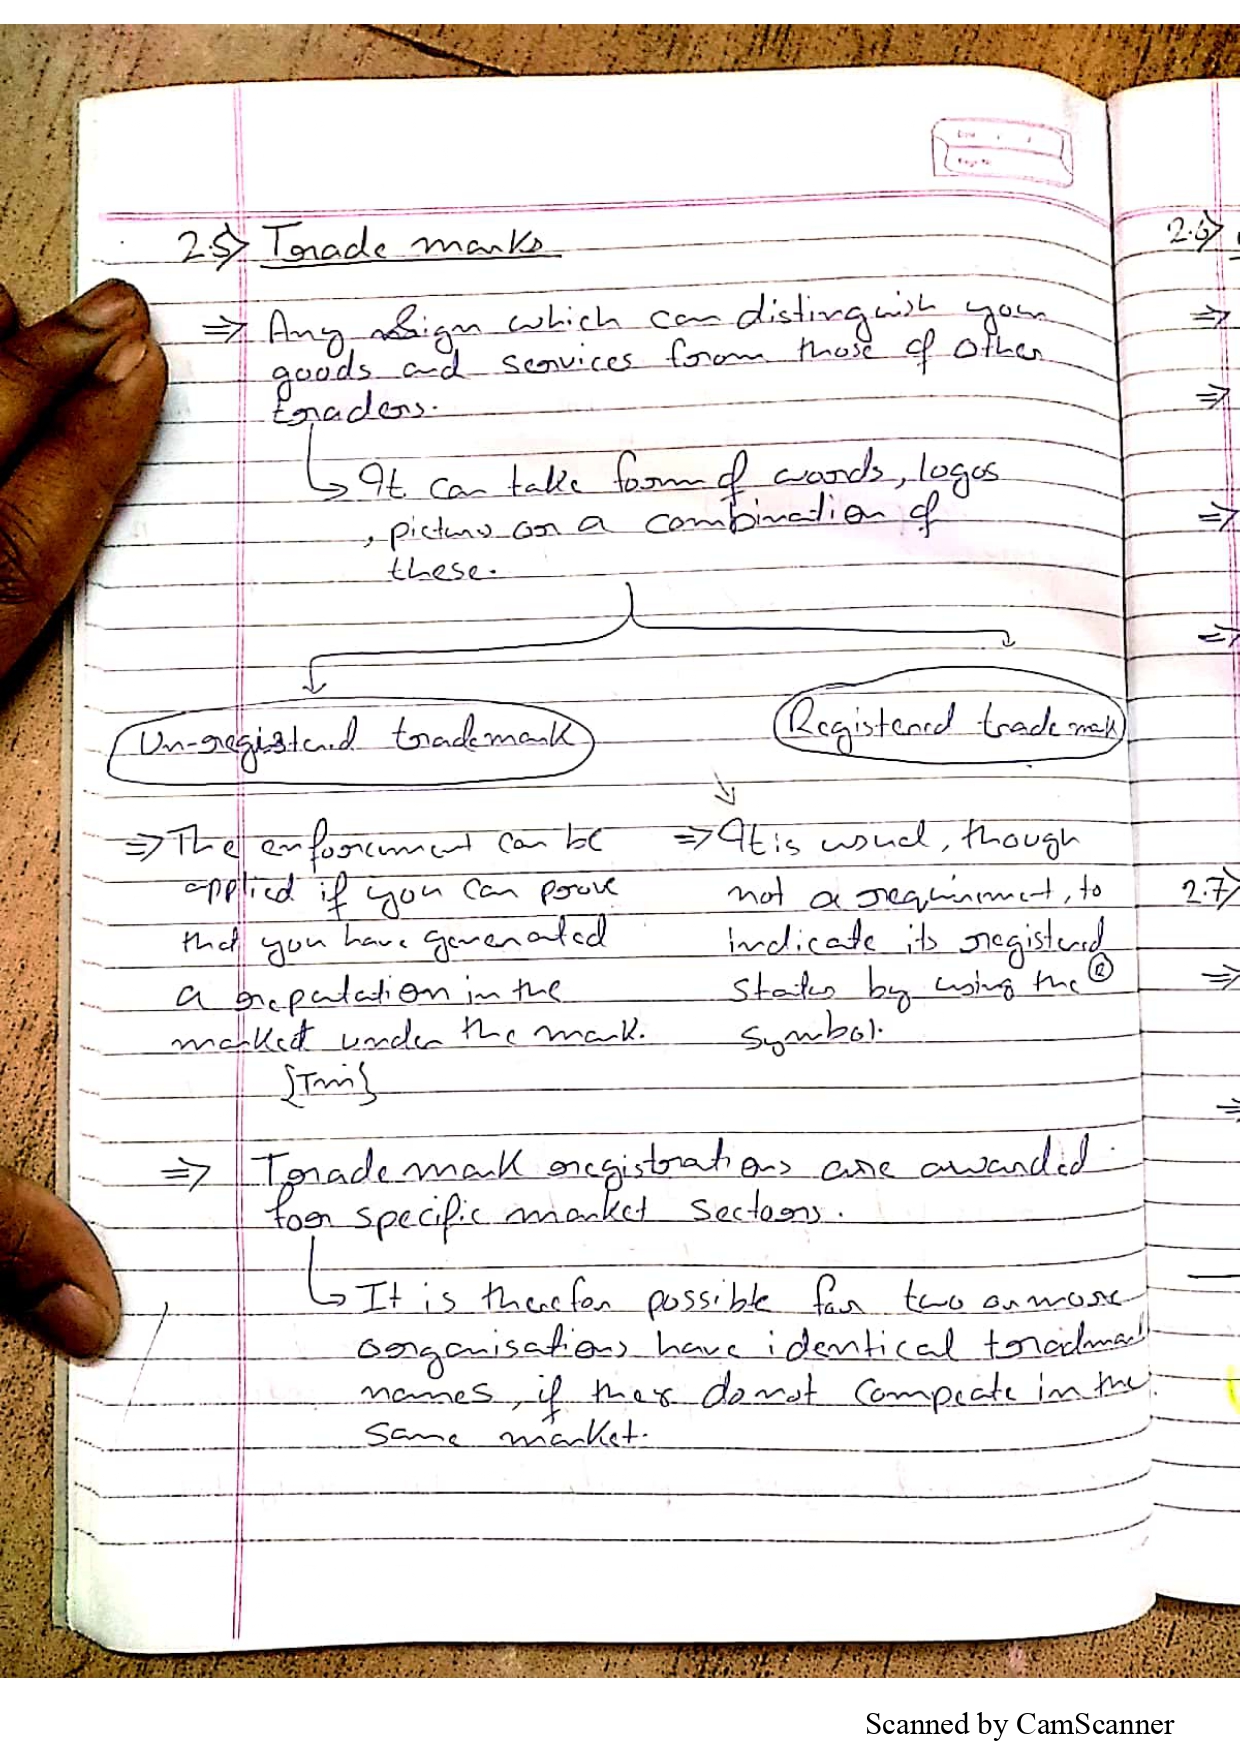 2.5> Trade marks
⇒ Any sign which can distinguish your
goods and services from those of other
traders.
↳ It can take form of words, logos
, picture or a combination of
these.
Un-registered trademark
Registered trade mark
⇒ The enforcement can be
applied if you can prove
that you have generated
a reputation in the
market under the mark.
{Tm}
⇒ It is usual, though
not a requirement, to
indicate its registered
status by using the ®
symbol.
⇒ Trade mark registrations are awarded
for specific market sectors.
↳ It is therefor possible for two or more
organisations have identical trademark
names, if they do not compeate in the
same market.
2.6>
⇒
⇒
⇒
⇒
2.7>
⇒
⇒
Scanned by CamScanner